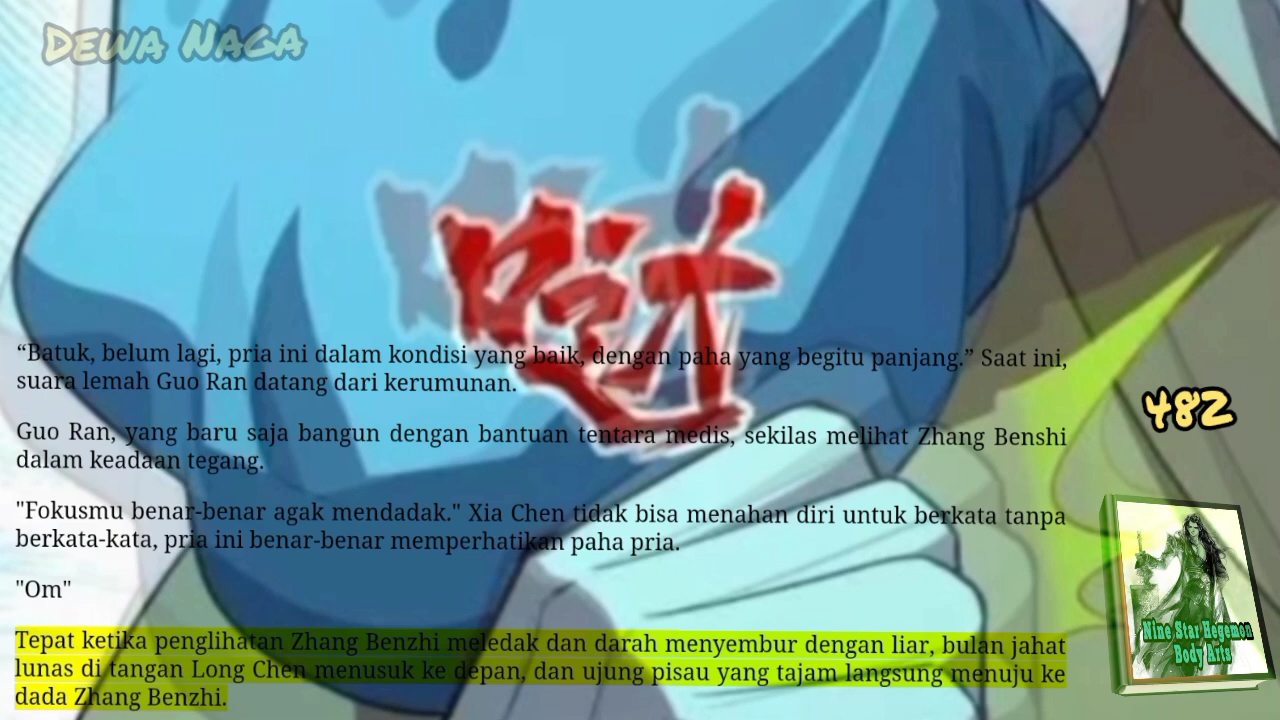 Dewa Naga
“Batuk, belum lagi, pria ini dalam kondisi yang baik, dengan paha yang begitu panjang.” Saat ini,
suara lemah Guo Ran datang dari kerumunan.
Guo Ran, yang baru saja bangun dengan bantuan tentara medis, sekilas melihat Zhang Benshi
dalam keadaan tegang.
"Fokusmu benar-benar agak mendadak." Xia Chen tidak bisa menahan diri untuk berkata tanpa
berkata-kata, pria ini benar-benar memperhatikan paha pria.
"Om"
Tepat ketika penglihatan Zhang Benzhi meledak dan darah menyembur dengan liar, bulan jahat
lunas di tangan Long Chen menusuk ke depan, dan ujung pisau yang tajam langsung menuju ke
dada Zhang Benzhi.
482
Nine Star Hegemon
Body Arts